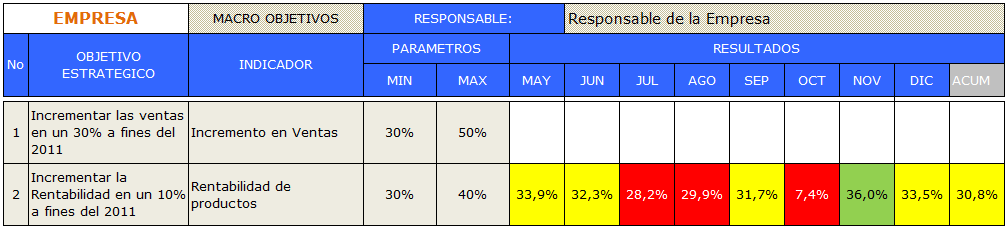 EMPRESA MACRO OBJETIVOS RESPONSABLE: Responsable de la Empresa
No OBJETIVO ESTRATEGICO INDICADOR PARAMETROS RESULTADOS
MIN MAX MAY JUN JUL AGO SEP OCT NOV DIC ACUM
1 Incrementar las ventas
en un 30% a fines del
2011
Incremento en Ventas 30% 50%
2 Incrementar la
Rentabilidad en un 10%
a fines del 2011
Rentabilidad de
productos
30% 40% 33,9% 32,3% 28,2% 29,9% 31,7% 7,4% 36,0% 33,5% 30,8%